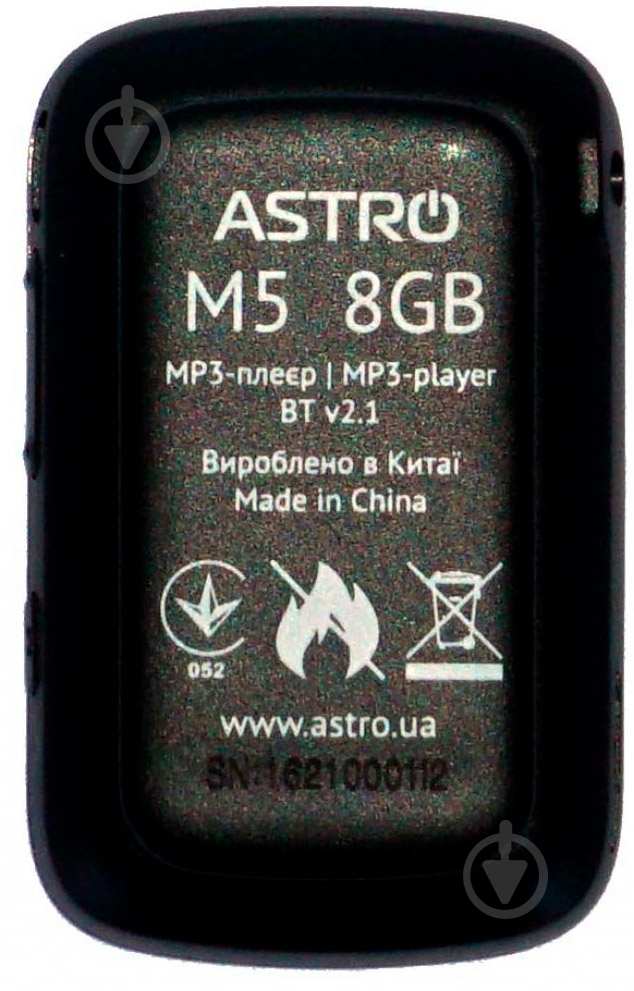 ASTRO
M5 8GB
MP3-плеєр | MP3-player
BT v2.1
Вироблено в Китаї
Made in China
052
www.astro.ua
SN:1621000112